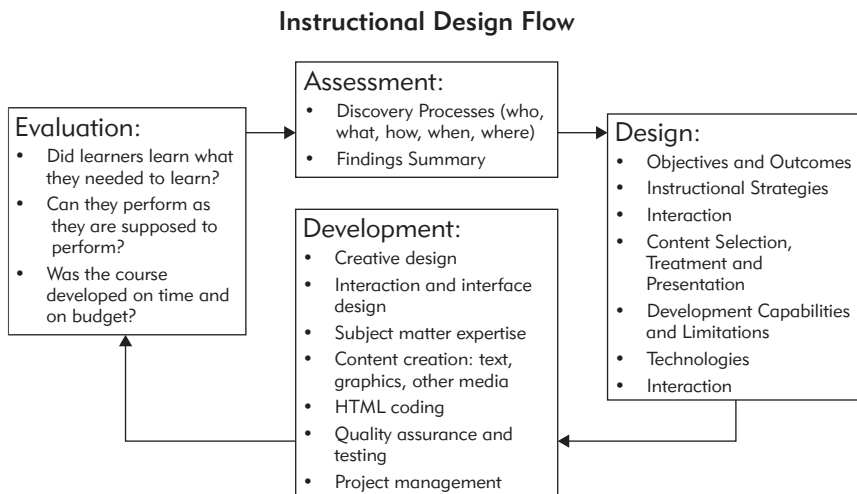 Instructional Design Flow
Assessment:
• Discovery Processes (who,
what, how, when, where)
• Findings Summary
Evaluation:
• Did learners learn what
they needed to learn?
• Can they perform as
they are supposed to
perform?
• Was the course
developed on time and
on budget?
Design:
• Objectives and Outcomes
• Instructional Strategies
• Interaction
• Content Selection,
Treatment and
Presentation
• Development Capabilities
and Limitations
• Technologies
• Interaction
Development:
• Creative design
• Interaction and interface
design
• Subject matter expertise
• Content creation: text,
graphics, other media
• HTML coding
• Quality assurance and
testing
• Project management